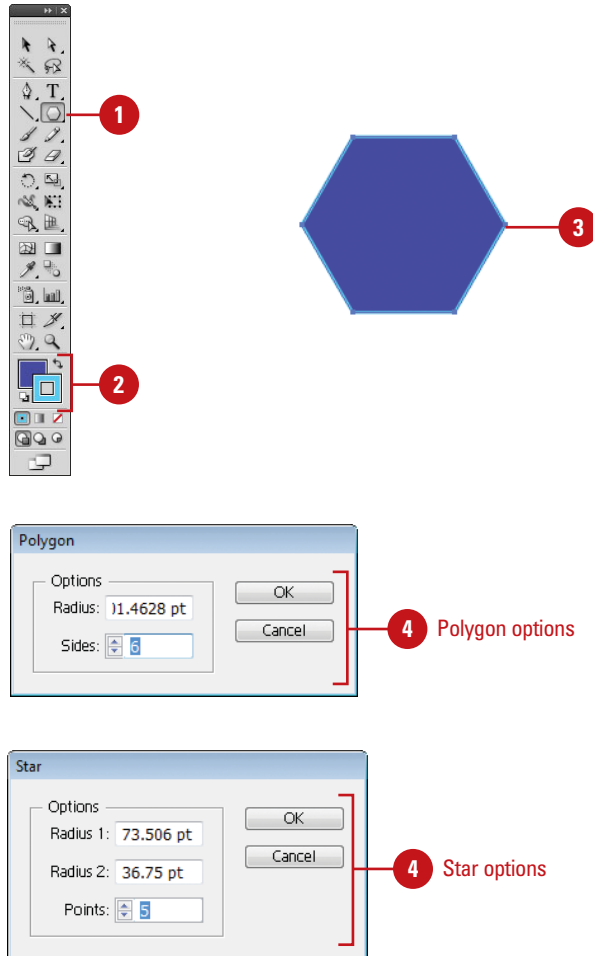 1
3
2
Polygon
Options
Radius: 01.4628 pt
Sides: 6
OK
Cancel
4 Polygon options
Star
Options
Radius 1: 73.506 pt
Radius 2: 36.75 pt
Points: 5
OK
Cancel
4 Star options